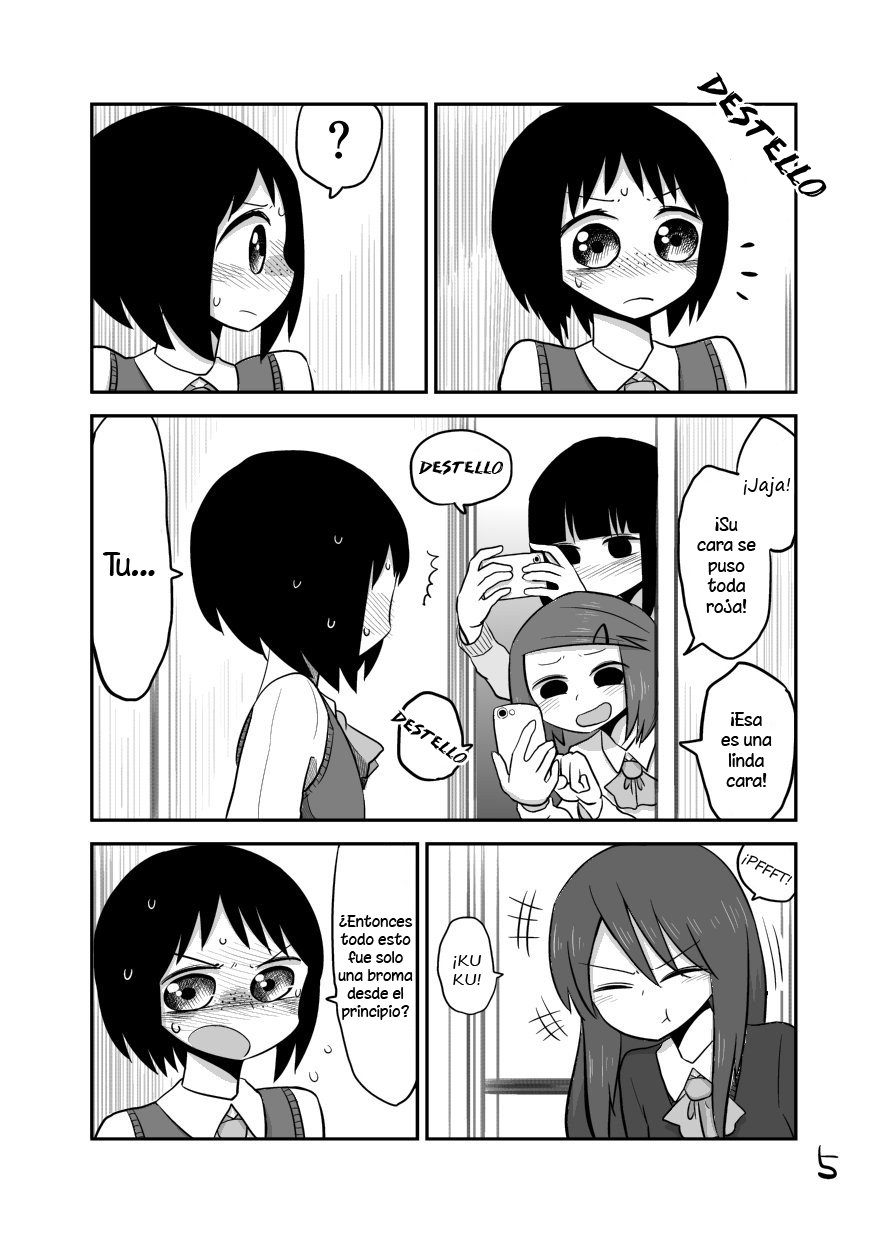 DESTELLO
?
¡Jaja!
¡Su
cara se
puso
toda
roja!
¡Esa
es una
linda
cara!
DESTELLO
DESTELLO
Tu...
¡PFFFT!
¡KU
KU!
¿Entonces
todo esto
fue solo
una broma
desde el
principio?
5